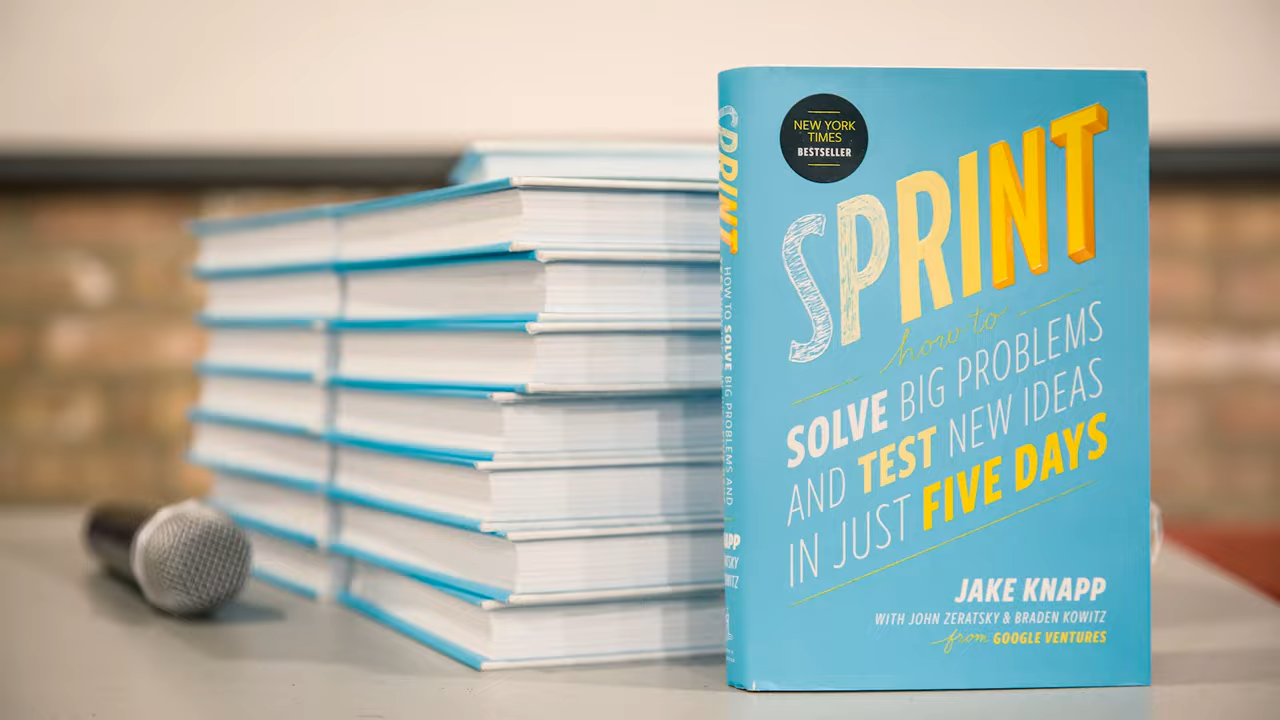 NEW YORK
TIMES
BESTSELLER
SPRINT
how to
SOLVE BIG PROBLEMS
AND TEST NEW IDEAS
IN JUST FIVE DAYS
JAKE KNAPP
WITH JOHN ZERATSKY & BRADEN KOWITZ
from GOOGLE VENTURES
SPRINT
HOW TO SOLVE BIG PROBLEMS AND